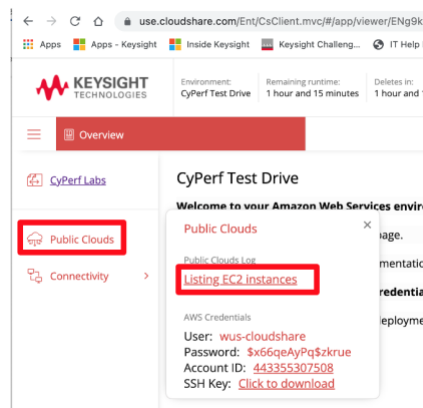 use.cloudshare.com/Ent/CsClient.mvc/#/app/viewer/ENg9k
Apps Apps - Keysight Inside Keysight Keysight Challeng... IT Help
KEYSIGHT
TECHNOLOGIES
Environment:
CyPerf Test Drive
Remaining runtime:
1 hour and 15 minutes
Deletes in:
1 hour and
Overview
CyPerf Labs
Public Clouds
Connectivity
CyPerf Test Drive
Welcome to your Amazon Web Services envir
age.
mentatic
redentia
eployme
Public Clouds
Public Clouds Log
Listing EC2 instances
AWS Credentials
User: wus-cloudshare
Password: $x66qeAyPq$zkrue
Account ID: 443355307508
SSH Key: Click to download